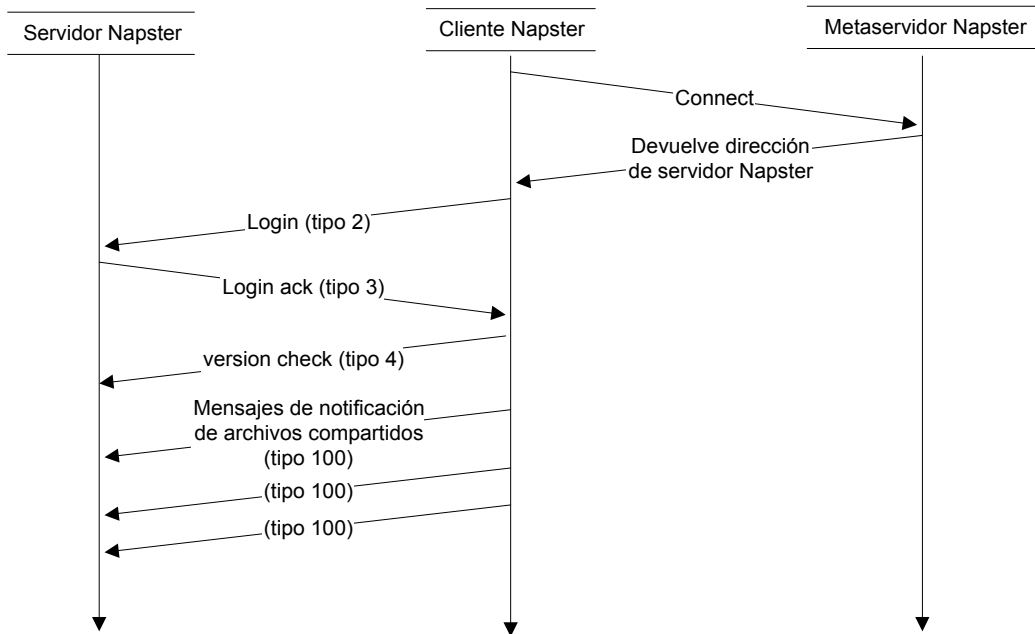 Servidor Napster
Cliente Napster
Metaservidor Napster
Connect
Devuelve dirección
de servidor Napster
Login (tipo 2)
Login ack (tipo 3)
version check (tipo 4)
Mensajes de notificación
de archivos compartidos
(tipo 100)
(tipo 100)
(tipo 100)